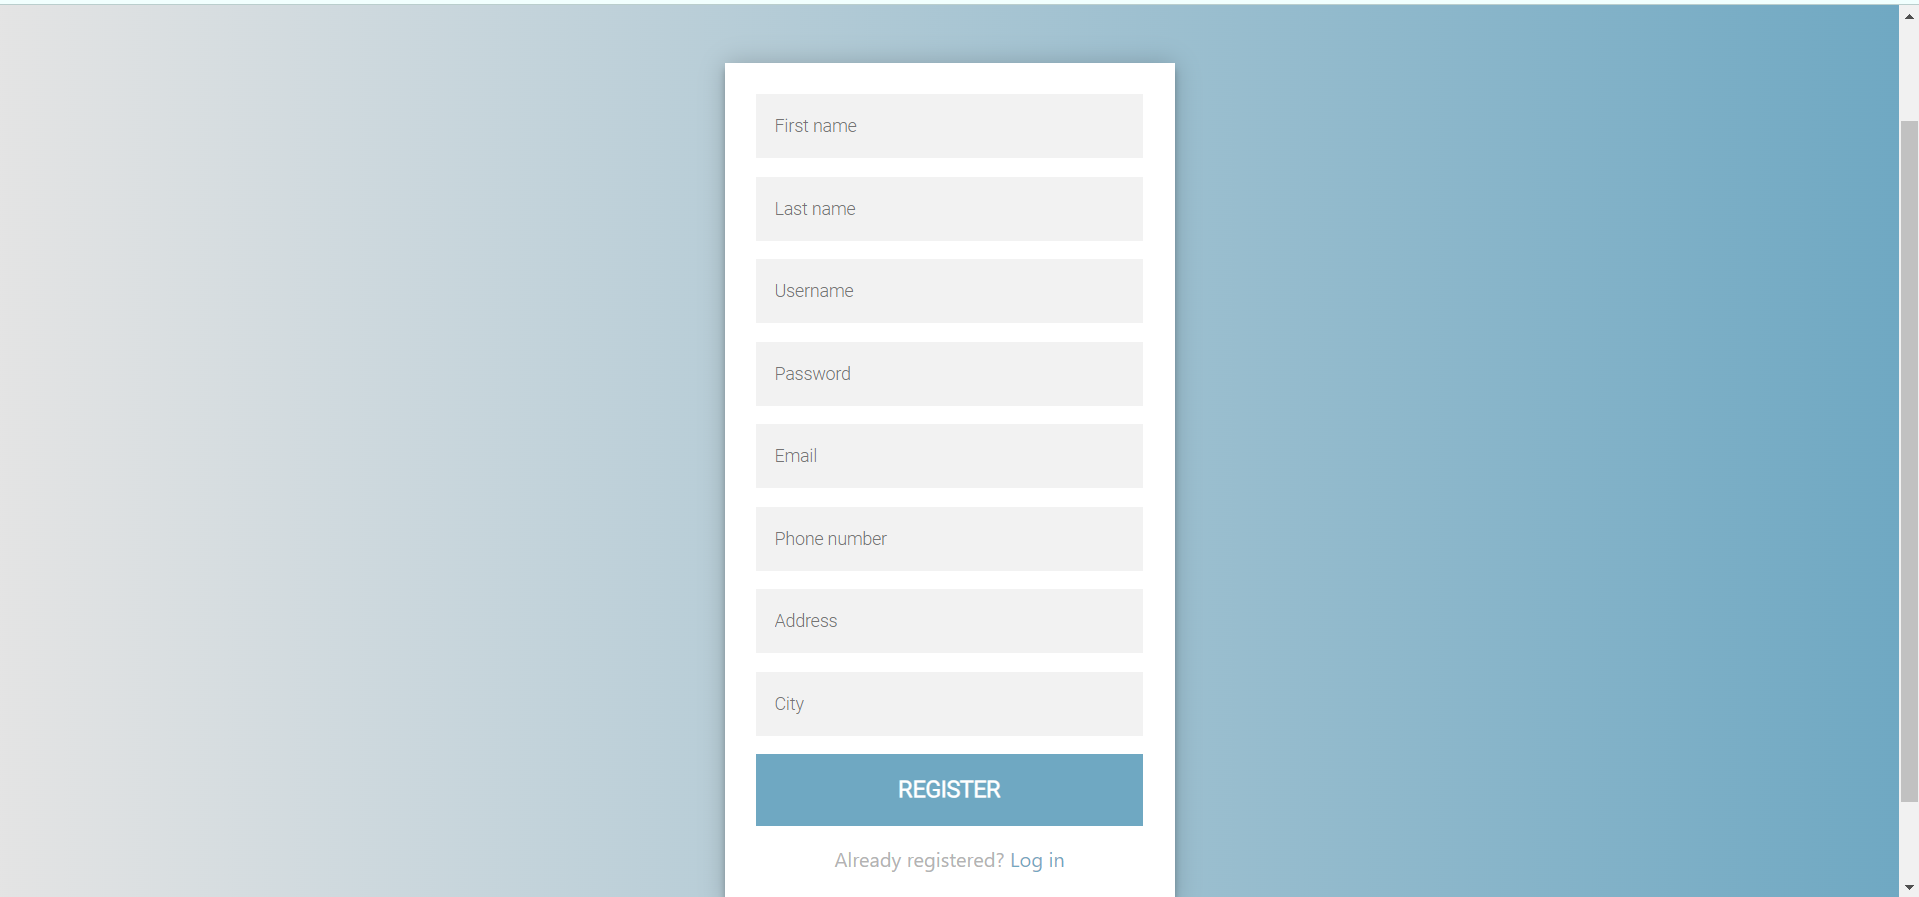 First name
Last name
Username
Password
Email
Phone number
Address
City
REGISTER
Already registered? Log in